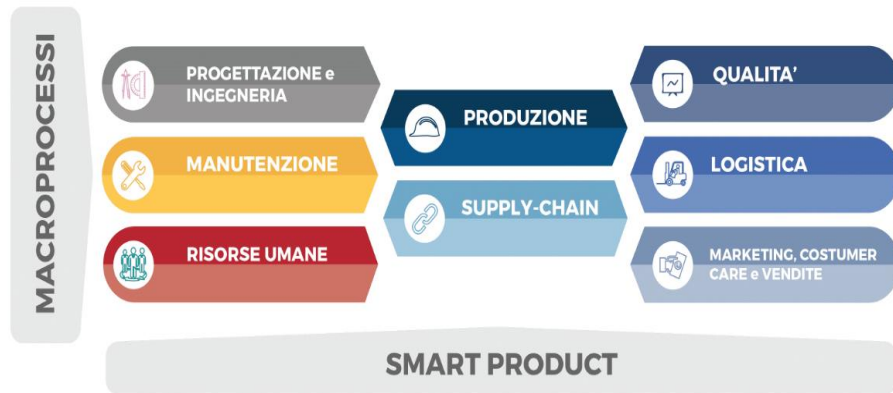 MACROPROCESSI
PROGETTAZIONE e
INGEGNERIA
MANUTENZIONE
RISORSE UMANE
PRODUZIONE
SUPPLY-CHAIN
QUALITA’
LOGISTICA
MARKETING, COSTUMER
CARE e VENDITE
SMART PRODUCT